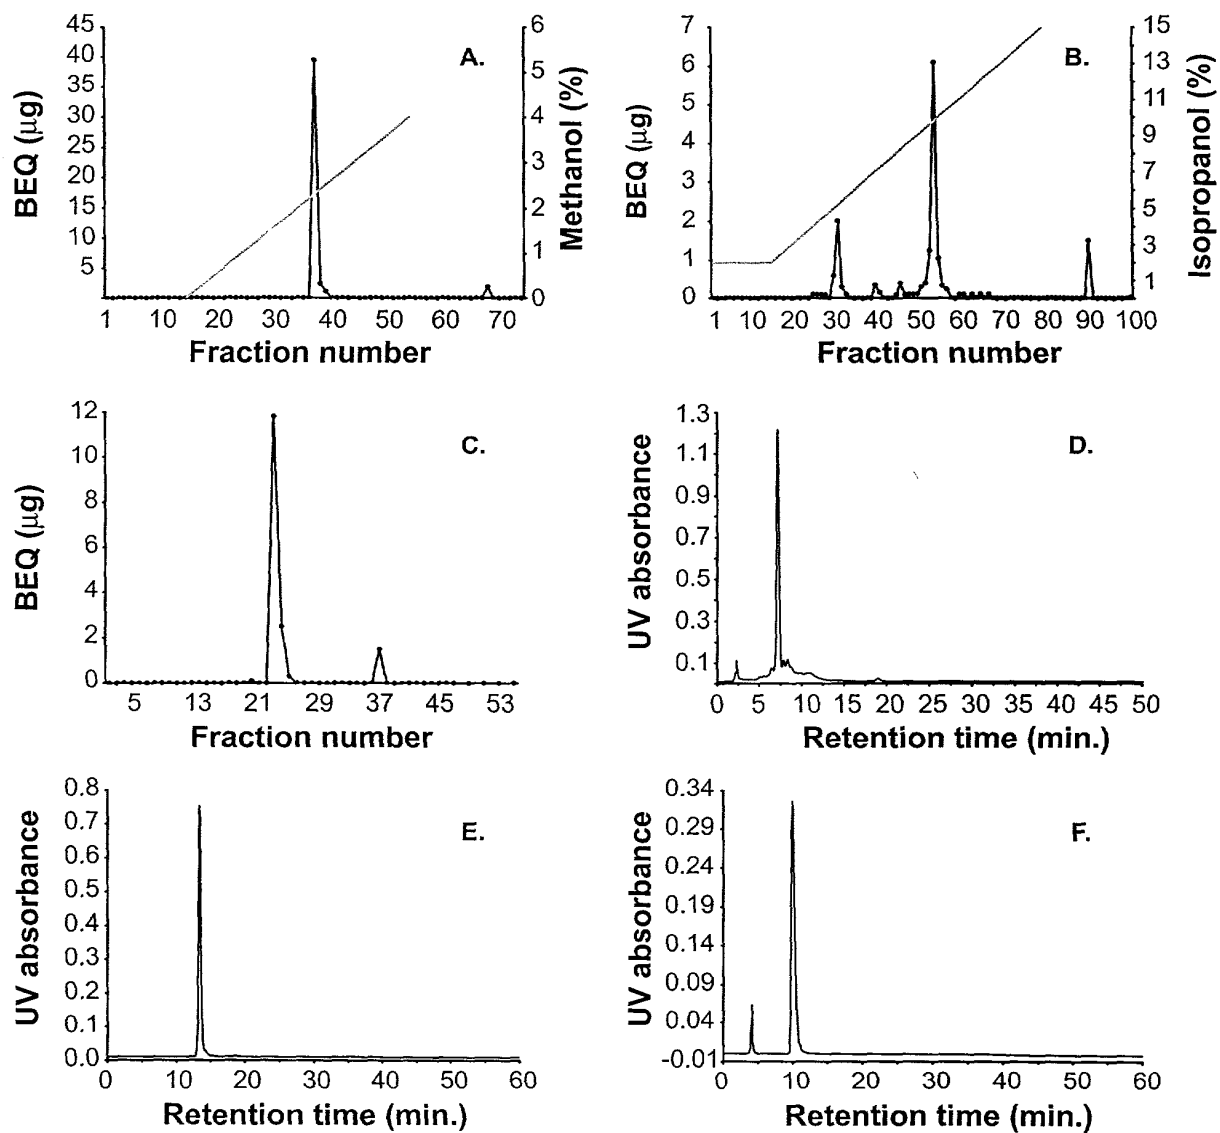 A.
BEQ (µg)
45
40
35
30
25
20
15
10
5
6
5
4
3
2
1
0
Methanol (%)
1 10 20 30 40 50 60 70
Fraction number
B.
BEQ (µg)
7
6
5
4
3
2
1
0
15
13
11
9
7
5
3
1
Isopropanol (%)
1 10 20 30 40 50 60 70 80 90 100
Fraction number
C.
BEQ (µg)
12
10
8
6
4
2
0
5 13 21 29 37 45 53
Fraction number
D.
UV absorbance
1.3
1.1
0.9
0.7
0.5
0.3
0.1
0 5 10 15 20 25 30 35 40 45 50
Retention time (min.)
E.
UV absorbance
0.8
0.7
0.6
0.5
0.4
0.3
0.2
0.1
0.0
0 10 20 30 40 50 60
Retention time (min.)
F.
UV absorbance
0.34
0.29
0.24
0.19
0.14
0.09
0.04
-0.01
0 10 20 30 40 50 60
Retention time (min.)